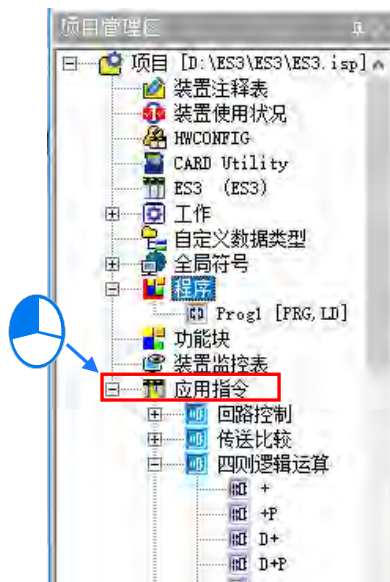 项目管理区
项目 [D:\ES3\ES3\ES3.isp]
装置注释表
装置使用状况
HWCONFIG
CARD Utility
ES3 (ES3)
工作
自定义数据类型
全局符号
程序
Prog1 [PRG,LD]
功能块
装置监控表
应用指令
回路控制
传送比较
四则逻辑运算
+
+P
D+
D+P